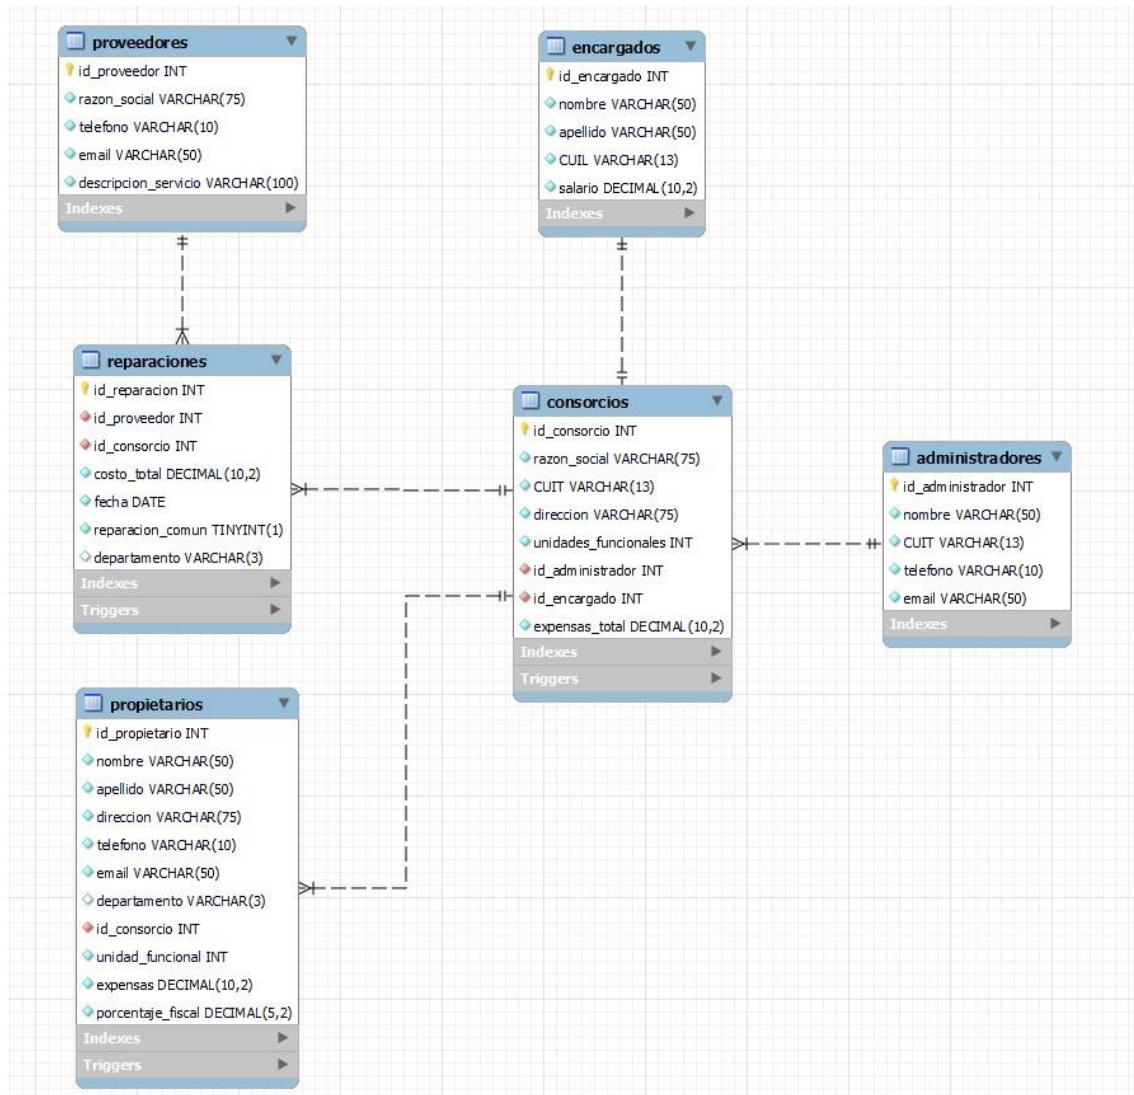 proveedores
id_proveedor INT
razon_social VARCHAR(75)
telefono VARCHAR(10)
email VARCHAR(50)
descripcion_servicio VARCHAR(100)
Indexes
encargados
id_encargado INT
nombre VARCHAR(50)
apellido VARCHAR(50)
CUIL VARCHAR(13)
salario DECIMAL(10,2)
Indexes
reparaciones
id_reparacion INT
id_proveedor INT
id_consorcio INT
costo_total DECIMAL(10,2)
fecha DATE
reparacion_comun TINYINT(1)
departamento VARCHAR(3)
Indexes
Triggers
consorcios
id_consorcio INT
razon_social VARCHAR(75)
CUIT VARCHAR(13)
direccion VARCHAR(75)
unidades_funcionales INT
id_administrador INT
id_encargado INT
expensas_total DECIMAL(10,2)
Indexes
Triggers
administradores
id_administrador INT
nombre VARCHAR(50)
CUIT VARCHAR(13)
telefono VARCHAR(10)
email VARCHAR(50)
Indexes
propietarios
id_propietario INT
nombre VARCHAR(50)
apellido VARCHAR(50)
direccion VARCHAR(75)
telefono VARCHAR(10)
email VARCHAR(50)
departamento VARCHAR(3)
id_consorcio INT
unidad_funcional INT
expensas DECIMAL(10,2)
porcentaje_fiscal DECIMAL(5,2)
Indexes
Triggers